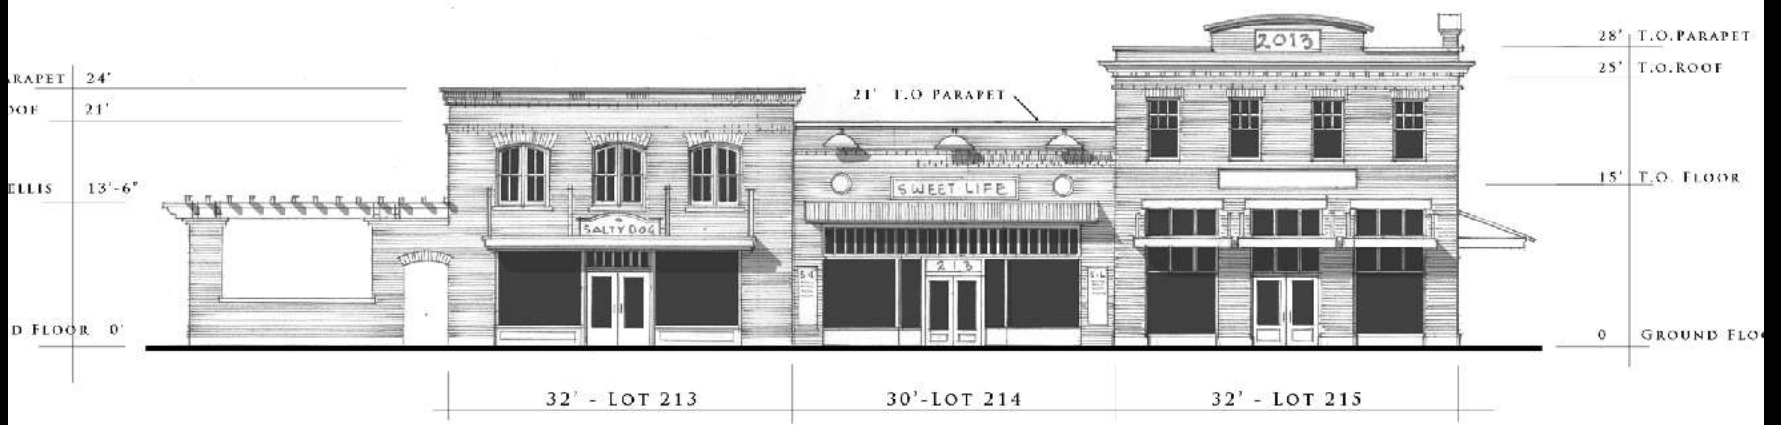 2013
28' T.O.PARAPET
25' T.O.ROOF
ARAPET 24'
OOF 21'
21' T.O PARAPET
ELLIS 13'-6"
15' T.O. FLOOR
SWEET LIFE
SALTY DOG
213
S-L
D FLOOR 0'
0 GROUND FLO
32' - LOT 213
30'-LOT 214
32' - LOT 215